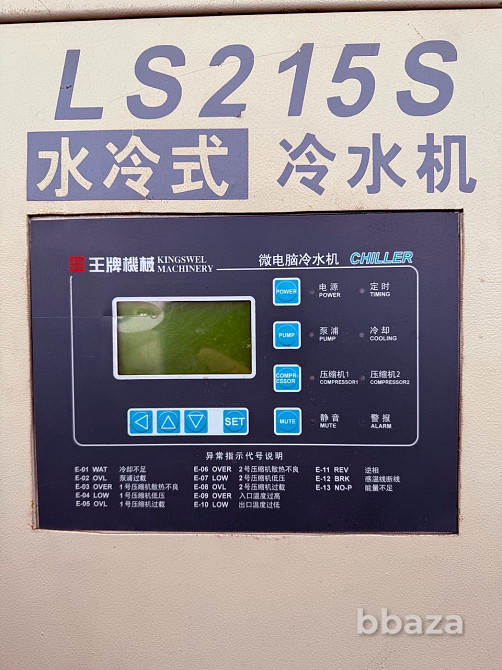 LS215S
水冷式 冷水机
王牌機械 KINGSWEL MACHINERY 微电脑冷水机 CHILLER
POWER 电源 POWER 定时 TIMING
PUMP 泵浦 PUMP 冷却 COOLING
COMPRESSOR 压缩机1 COMPRESSOR1 压缩机2 COMPRESSOR2
SET MUTE 静音 MUTE 警报 ALARM
异常指示代号说明
E-01 WAT 冷却不足 E-06 OVER 2号压缩机散热不良 E-11 REV 逆相
E-02 OVL 泵浦过载 E-07 LOW 2号压缩机低压 E-12 BRK 感温线断线
E-03 OVER 1号压缩机散热不良 E-08 OVL 2号压缩机过载 E-13 NO-P 能量不足
E-04 LOW 1号压缩机低压 E-09 OVER 入口温度过高
E-05 OVL 1号压缩机过载 E-10 LOW 出口温度过低
bbaza